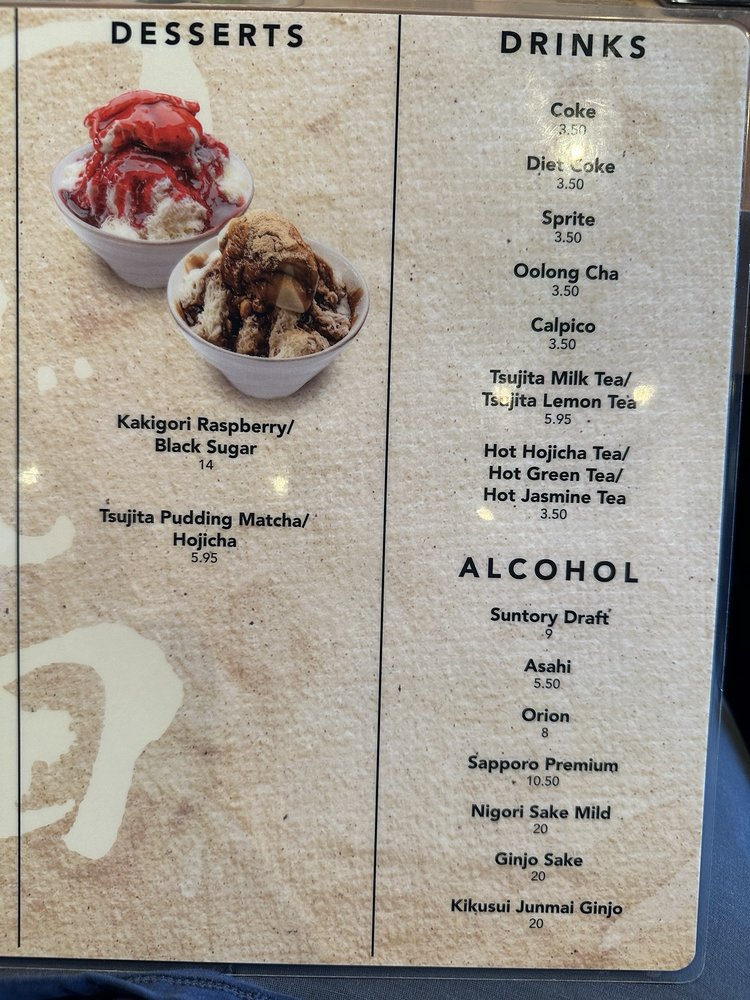 DESSERTS
Kakigori Raspberry/
Black Sugar
14
Tsujita Pudding Matcha/
Hojicha
5.95
DRINKS
Coke
3.50
Diet Coke
3.50
Sprite
3.50
Oolong Cha
3.50
Calpico
3.50
Tsujita Milk Tea/
Tsujita Lemon Tea
5.95
Hot Hojicha Tea/
Hot Green Tea/
Hot Jasmine Tea
3.50
ALCOHOL
Suntory Draft
9
Asahi
5.50
Orion
8
Sapporo Premium
10.50
Nigori Sake Mild
20
Ginjo Sake
20
Kikusui Junmai Ginjo
20